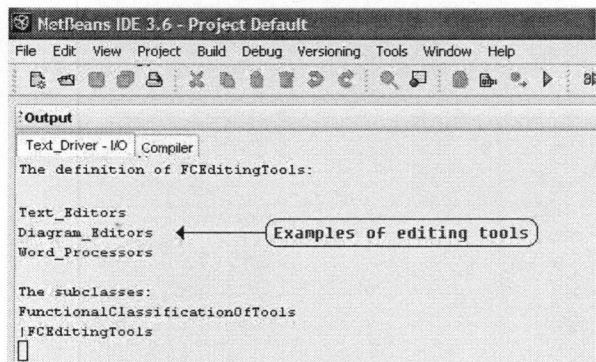 NetBeans IDE 3.6 - Project Default
File Edit View Project Build Debug Versioning Tools Window Help
Output
Text_Driver - I/O Compiler
The definition of FCEditingTools:
Text_Editors
Diagram_Editors Examples of editing tools
Word_Processors
The subclasses:
FunctionalClassificationOfTools
|FCEditingTools